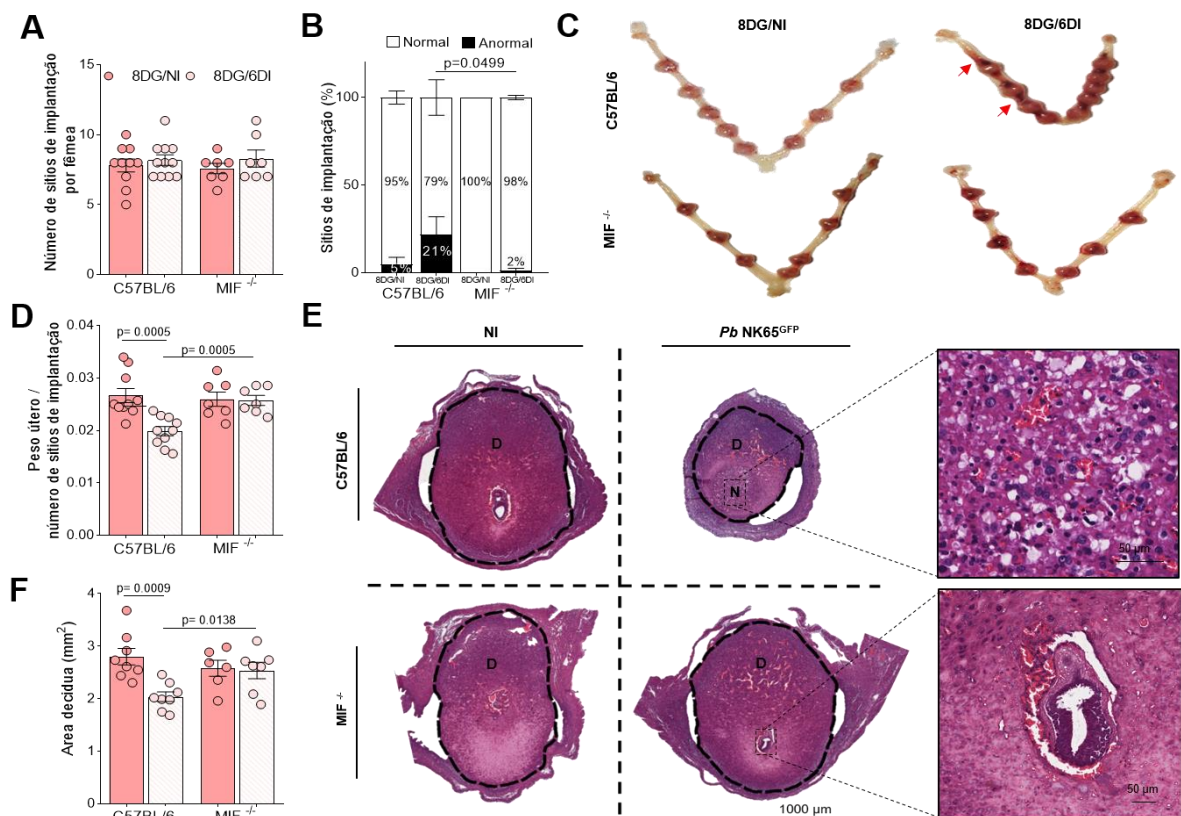 A
Número de sítios de implantação
por fêmea
15
10
5
0
8DG/NI
8DG/6DI
C57BL/6
MIF -/-
B
Normal
Anormal
p=0.0499
Sítios de implantação (%)
100
50
0
95%
79%
100%
98%
5%
21%
2%
8DG/NI
8DG/6DI
8DG/NI
8DG/6DI
C57BL/6
MIF -/-
C
8DG/NI
8DG/6DI
C57BL/6
MIF -/-
D
Peso útero /
número de sítios de implantação
0.04
0.03
0.02
0.01
0.00
p= 0.0005
p= 0.0005
C57BL/6
MIF -/-
E
NI
Pb NK65GFP
C57BL/6
D
D
N
50 µm
MIF -/-
D
D
1000 µm
50 µm
F
Area decidua (mm2)
4
3
2
1
0
p= 0.0009
p= 0.0138
C57BL/6
MIF -/-